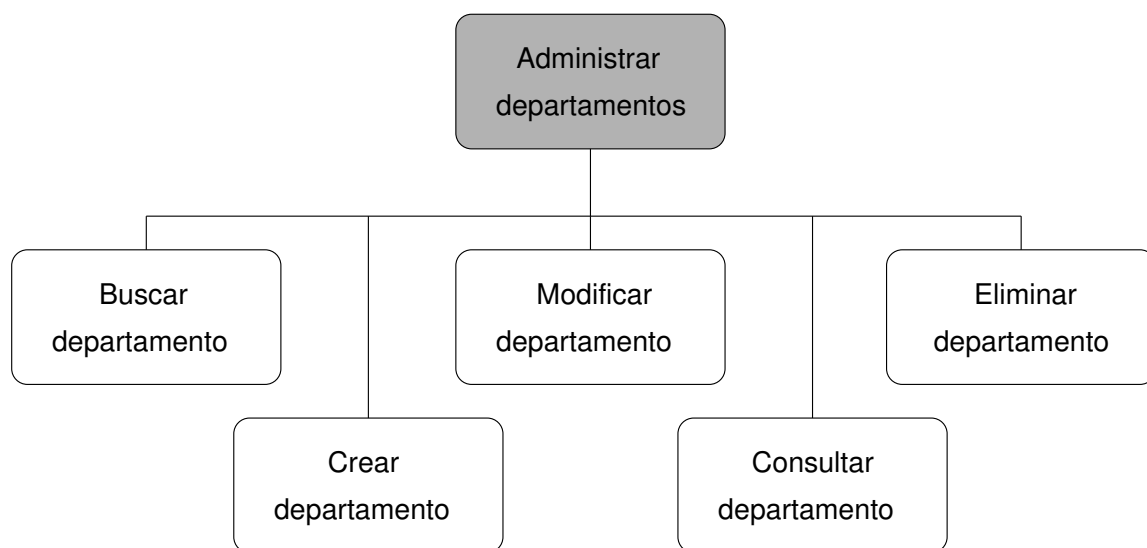 Administrar
departamentos
Buscar
departamento
Modificar
departamento
Eliminar
departamento
Crear
departamento
Consultar
departamento